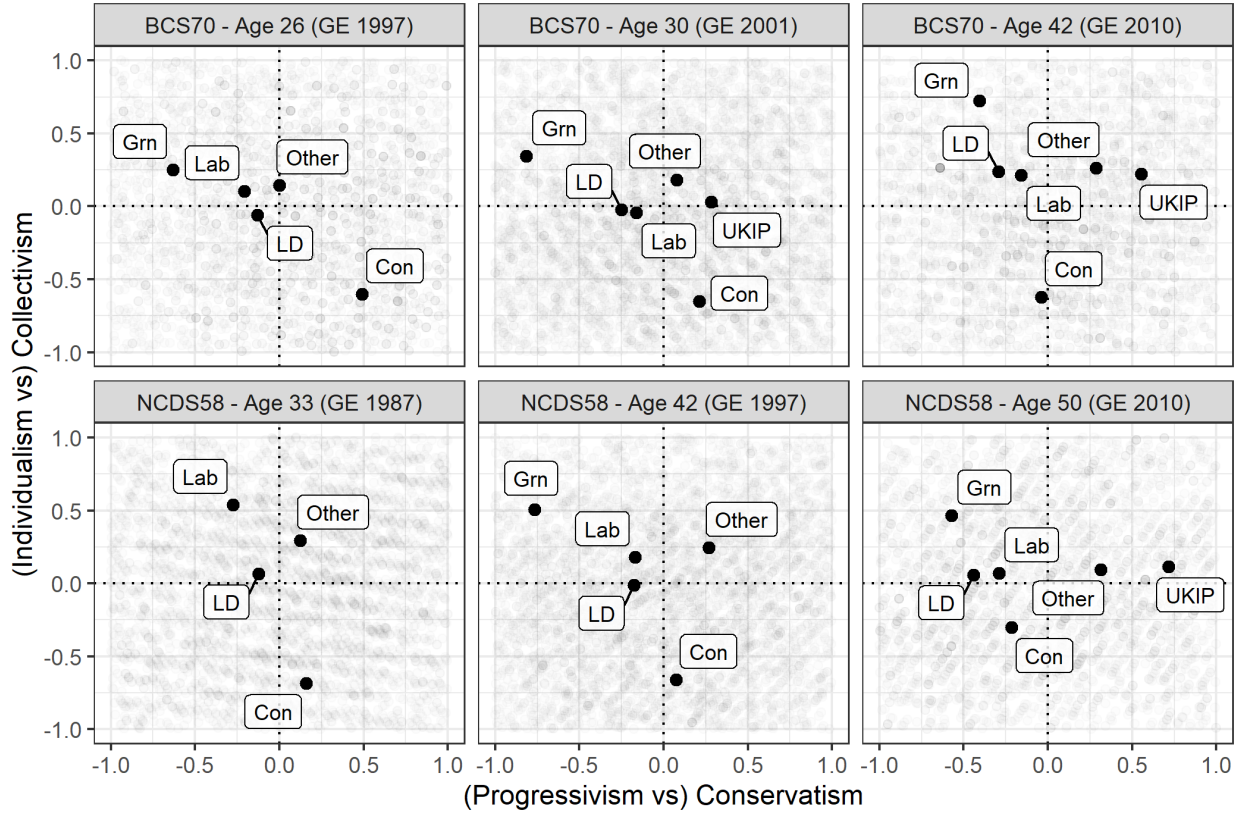 BCS70 - Age 26 (GE 1997) BCS70 - Age 30 (GE 2001) BCS70 - Age 42 (GE 2010)
(Individualism vs) Collectivism
1.0
0.5
0.0
-0.5
-1.0
Grn
Lab
Other
LD
Con
Grn
LD
Other
Lab
UKIP
Con
Grn
LD
Other
Lab
UKIP
Con
NCDS58 - Age 33 (GE 1987) NCDS58 - Age 42 (GE 1997) NCDS58 - Age 50 (GE 2010)
1.0
0.5
0.0
-0.5
-1.0
Lab
Other
LD
Con
Grn
Lab
Other
LD
Con
Grn
Lab
LD
Other
UKIP
Con
-1.0 -0.5 0.0 0.5 1.0 -1.0 -0.5 0.0 0.5 1.0 -1.0 -0.5 0.0 0.5 1.0
(Progressivism vs) Conservatism